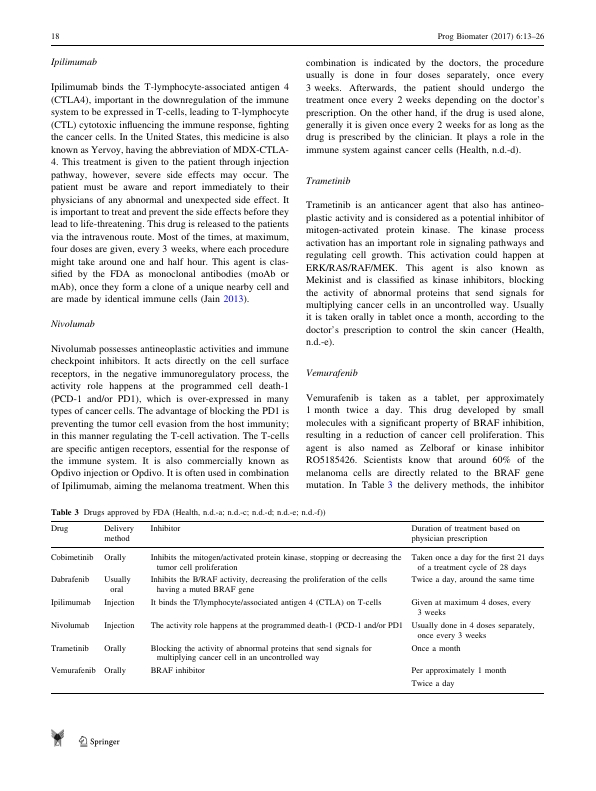 18
Prog Biomater (2017) 6:13–26
Ipilimumab
Ipilimumab binds the T-lymphocyte-associated antigen 4
(CTLA4), important in the downregulation of the immune
system to be expressed in T-cells, leading to T-lymphocyte
(CTL) cytotoxic influencing the immune response, fighting
the cancer cells. In the United States, this medicine is also
known as Yervoy, having the abbreviation of MDX-CTLA-
4. This treatment is given to the patient through injection
pathway, however, severe side effects may occur. The
patient must be aware and report immediately to their
physicians of any abnormal and unexpected side effect. It
is important to treat and prevent the side effects before they
lead to life-threatening. This drug is released to the patients
via the intravenous route. Most of the times, at maximum,
four doses are given, every 3 weeks, where each procedure
might take around one and half hour. This agent is clas-
sified by the FDA as monoclonal antibodies (moAb or
mAb), once they form a clone of a unique nearby cell and
are made by identical immune cells (Jain 2013).
Nivolumab
Nivolumab possesses antineoplastic activities and immune
checkpoint inhibitors. It acts directly on the cell surface
receptors, in the negative immunoregulatory process, the
activity role happens at the programmed cell death-1
(PCD-1 and/or PD1), which is over-expressed in many
types of cancer cells. The advantage of blocking the PD1 is
preventing the tumor cell evasion from the host immunity;
in this manner regulating the T-cell activation. The T-cells
are specific antigen receptors, essential for the response of
the immune system. It is also commercially known as
Opdivo injection or Opdivo. It is often used in combination
of Ipilimumab, aiming the melanoma treatment. When this
combination is indicated by the doctors, the procedure
usually is done in four doses separately, once every
3 weeks. Afterwards, the patient should undergo the
treatment once every 2 weeks depending on the doctor's
prescription. On the other hand, if the drug is used alone,
generally it is given once every 2 weeks for as long as the
drug is prescribed by the clinician. It plays a role in the
immune system against cancer cells (Health, n.d.-d).
Trametinib
Trametinib is an anticancer agent that also has antineo-
plastic activity and is considered as a potential inhibitor of
mitogen-activated protein kinase. The kinase process
activation has an important role in signaling pathways and
regulating cell growth. This activation could happen at
ERK/RAS/RAF/MEK. This agent is also known as
Mekinist and is classified as kinase inhibitors, blocking
the activity of abnormal proteins that send signals for
multiplying cancer cells in an uncontrolled way. Usually
it is taken orally in tablet once a month, according to the
doctor's prescription to control the skin cancer (Health,
n.d.-e).
Vemurafenib
Vemurafenib is taken as a tablet, per approximately
1 month twice a day. This drug developed by small
molecules with a significant property of BRAF inhibition,
resulting in a reduction of cancer cell proliferation. This
agent is also named as Zelboraf or kinase inhibitor
RO5185426. Scientists know that around 60% of the
melanoma cells are directly related to the BRAF gene
mutation. In Table 3 the delivery methods, the inhibitor
Table 3 Drugs approved by FDA (Health, n.d.-a; n.d.-c; n.d.-d; n.d.-e; n.d.-f))
Drug Delivery method Inhibitor Duration of treatment based on physician prescription
Cobimetinib Orally Inhibits the mitogen/activated protein kinase, stopping or decreasing the tumor cell proliferation Taken once a day for the first 21 days of a treatment cycle of 28 days
Dabrafenib Usually oral Inhibits the B/RAF activity, decreasing the proliferation of the cells having a muted BRAF gene Twice a day, around the same time
Ipilimumab Injection It binds the T/lymphocyte/associated antigen 4 (CTLA) on T-cells Given at maximum 4 doses, every 3 weeks
Nivolumab Injection The activity role happens at the programmed death-1 (PCD-1 and/or PD1 Usually done in 4 doses separately, once every 3 weeks
Trametinib Orally Blocking the activity of abnormal proteins that send signals for multiplying cancer cell in an uncontrolled way Once a month
Vemurafenib Orally BRAF inhibitor Per approximately 1 month
Twice a day
Springer